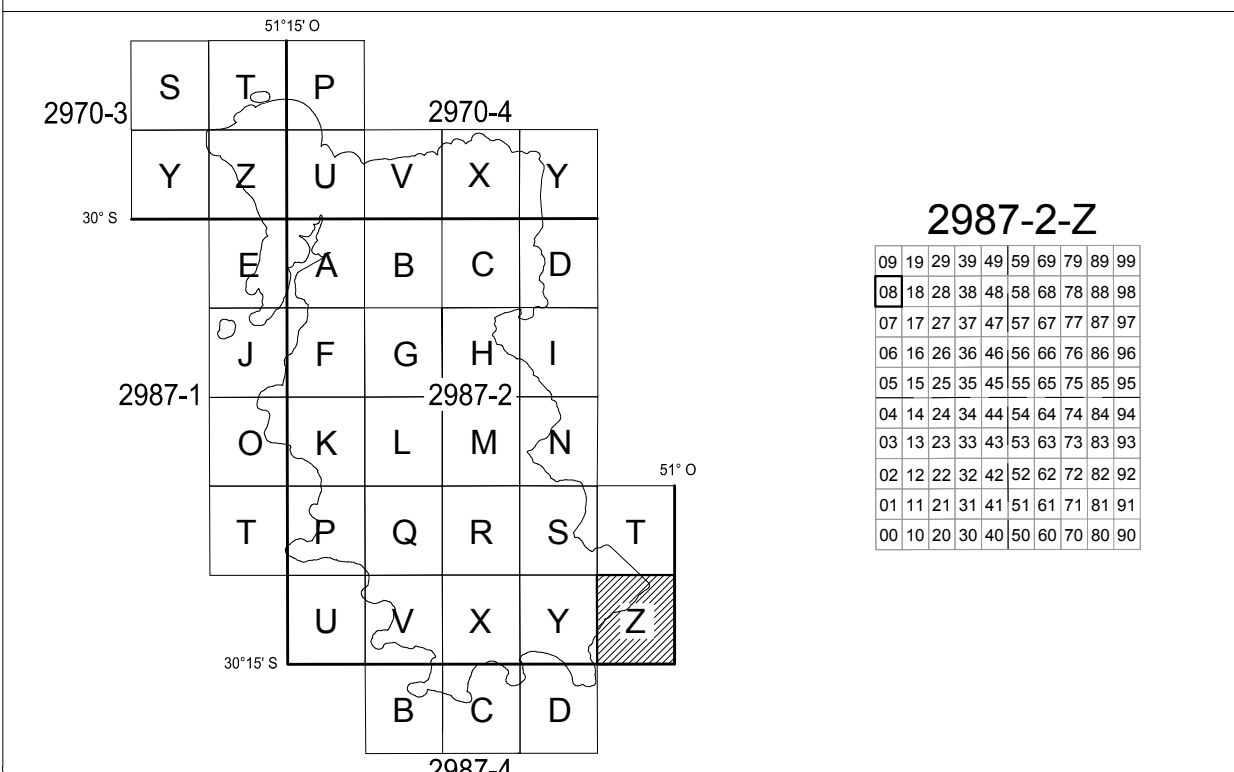 51°15' O
S T P
2970-3 2970-4
Y Z U V X Y
30° S
E A B C D
J F G H I
2987-1 2987-2
O K L M N
51° O
T P Q R S T
U V X Y Z
30°15' S
B C D
2987-4
2987-2-Z
09 19 29 39 49 59 69 79 89 99
08 18 28 38 48 58 68 78 88 98
07 17 27 37 47 57 67 77 87 97
06 16 26 36 46 56 66 76 86 96
05 15 25 35 45 55 65 75 85 95
04 14 24 34 44 54 64 74 84 94
03 13 23 33 43 53 63 73 83 93
02 12 22 32 42 52 62 72 82 92
01 11 21 31 41 51 61 71 81 91
00 10 20 30 40 50 60 70 80 90